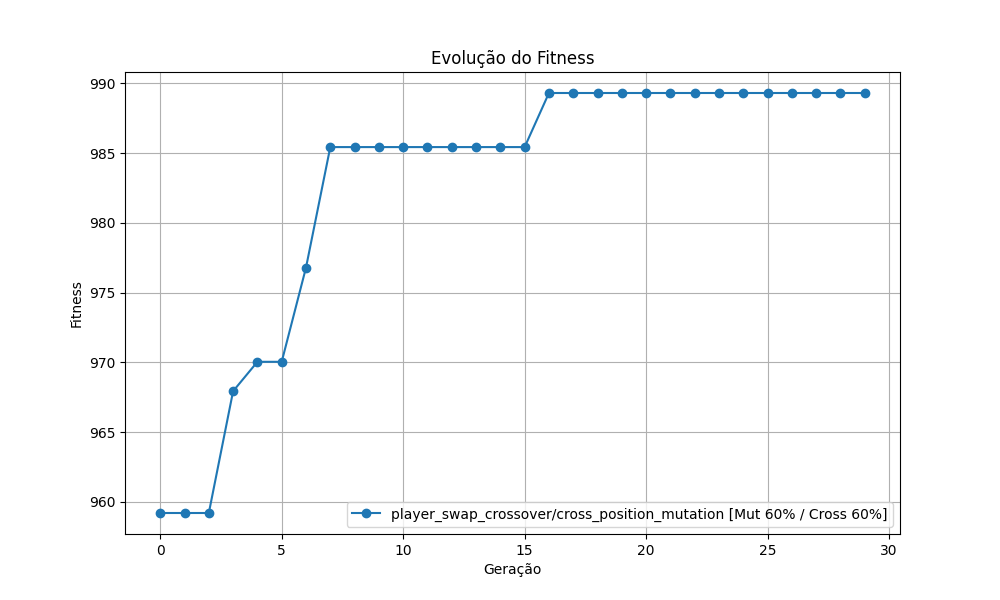 Evolução do Fitness
Fitness
990
985
980
975
970
965
960
player_swap_crossover/cross_position_mutation [Mut 60% / Cross 60%]
0 5 10 15 20 25 30
Geração